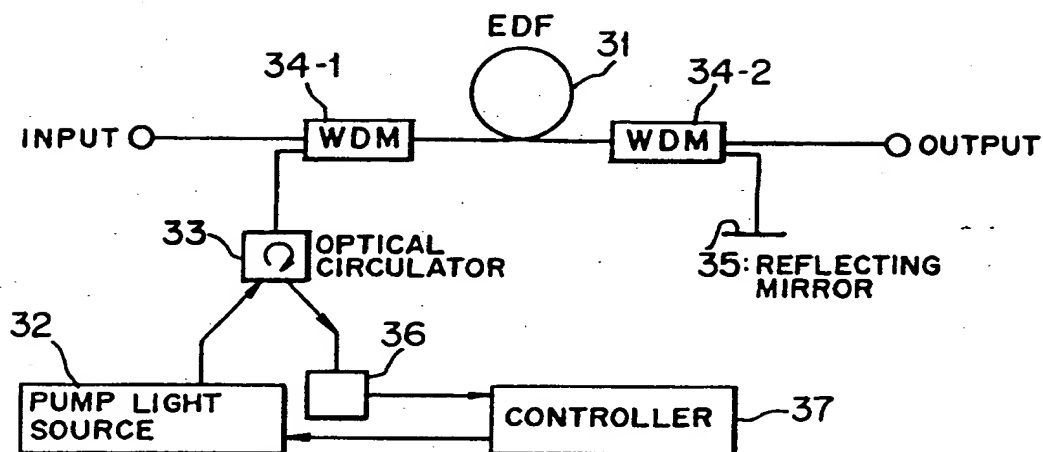 EDF
31
34-1
34-2
INPUT
WDM
WDM
OUTPUT
33
OPTICAL
CIRCULATOR
35: REFLECTING
MIRROR
32
36
PUMP LIGHT
SOURCE
CONTROLLER
37